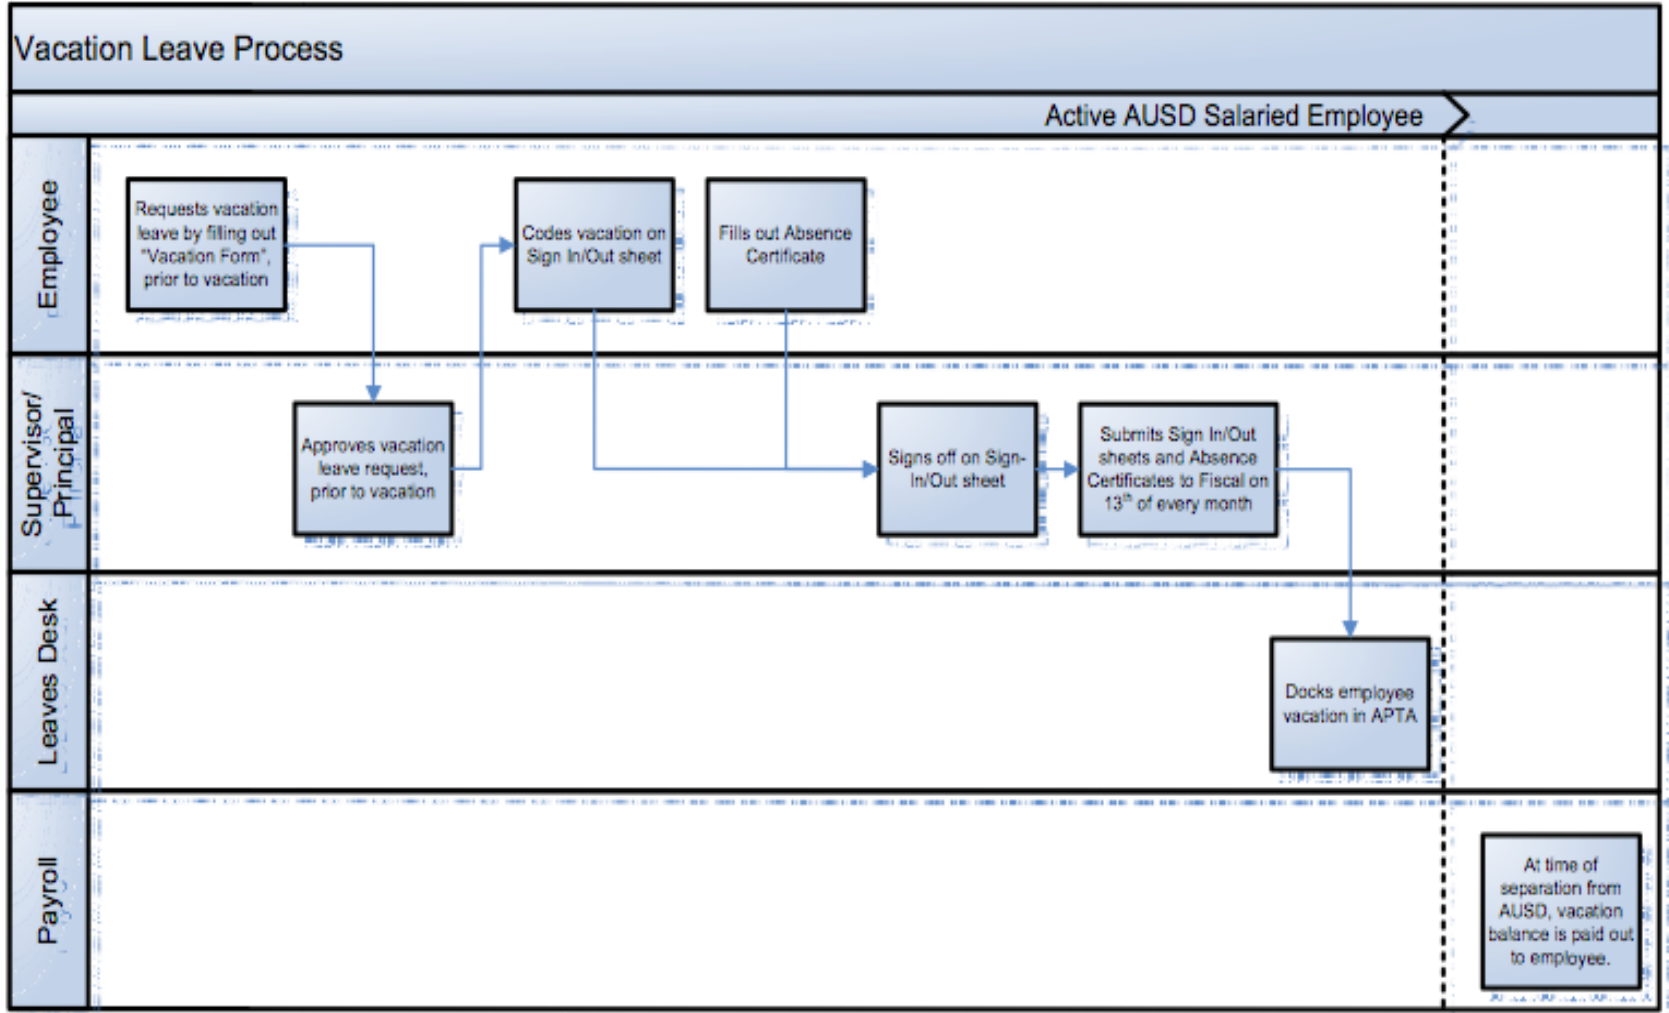 Vacation Leave Process
Active AUSD Salaried Employee
Employee
Requests vacation
leave by filling out
"Vacation Form",
prior to vacation
Codes vacation on
Sign In/Out sheet
Fills out Absence
Certificate
Supervisor/
Principal
Approves vacation
leave request,
prior to vacation
Signs off on Sign-
In/Out sheet
Submits Sign In/Out
sheets and Absence
Certificates to Fiscal on
13th of every month
Leaves Desk
Docks employee
vacation in APTA
Payroll
At time of
separation from
AUSD, vacation
balance is paid out
to employee.